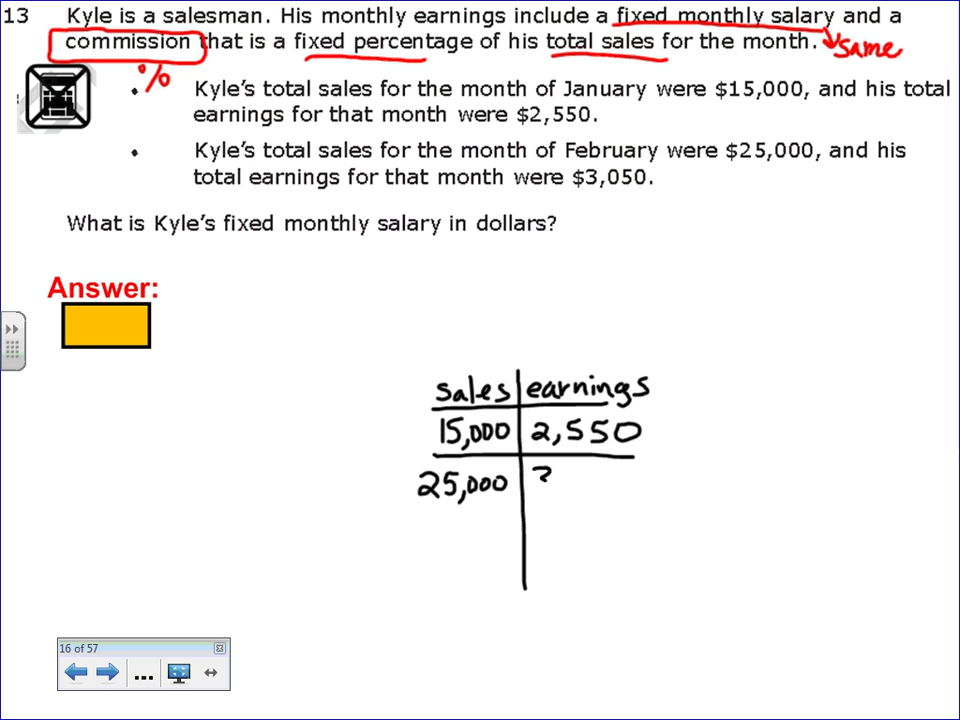 13 Kyle is a salesman. His monthly earnings include a fixed monthly salary and a
commission that is a fixed percentage of his total sales for the month.
same
%
• Kyle's total sales for the month of January were $15,000, and his total
earnings for that month were $2,550.
• Kyle's total sales for the month of February were $25,000, and his
total earnings for that month were $3,050.
What is Kyle's fixed monthly salary in dollars?
Answer:
sales earnings
15,000 2,550
25,000
16 of 57
...